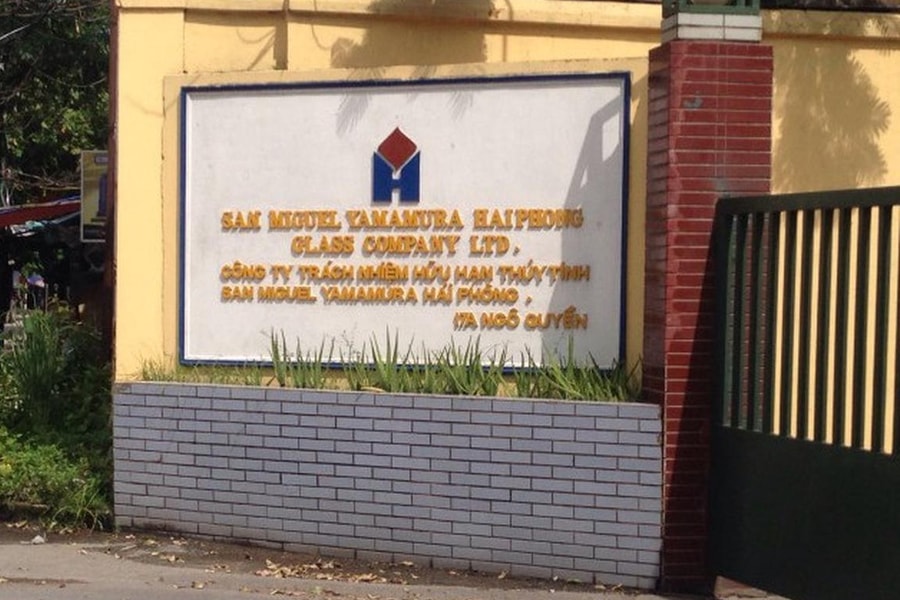 SAN MIGUEL YAMAMURA HAIPHONG
GLASS COMPANY LTD.
CÔNG TY TRÁCH NHIỆM HỮU HẠN THỦY TINH
SAN MIGUEL YAMAMURA HẢI PHÒNG ,
17A NGÔ QUYỀN